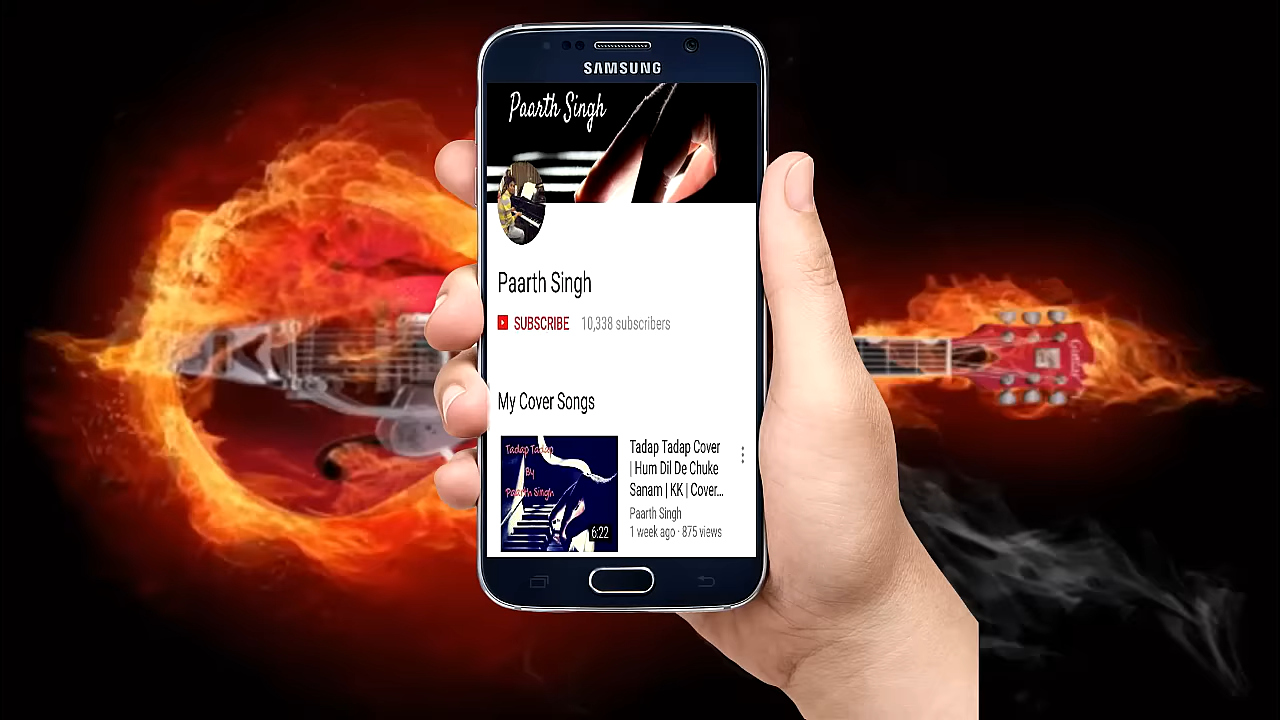 SAMSUNG
Paarth Singh
Paarth Singh
SUBSCRIBE 10,338 subscribers
My Cover Songs
Tadap Tadap
By
Paarth Singh
6:22
Tadap Tadap Cover
| Hum Dil De Chuke
Sanam | KK | Cover...
Paarth Singh
1 week ago · 875 views